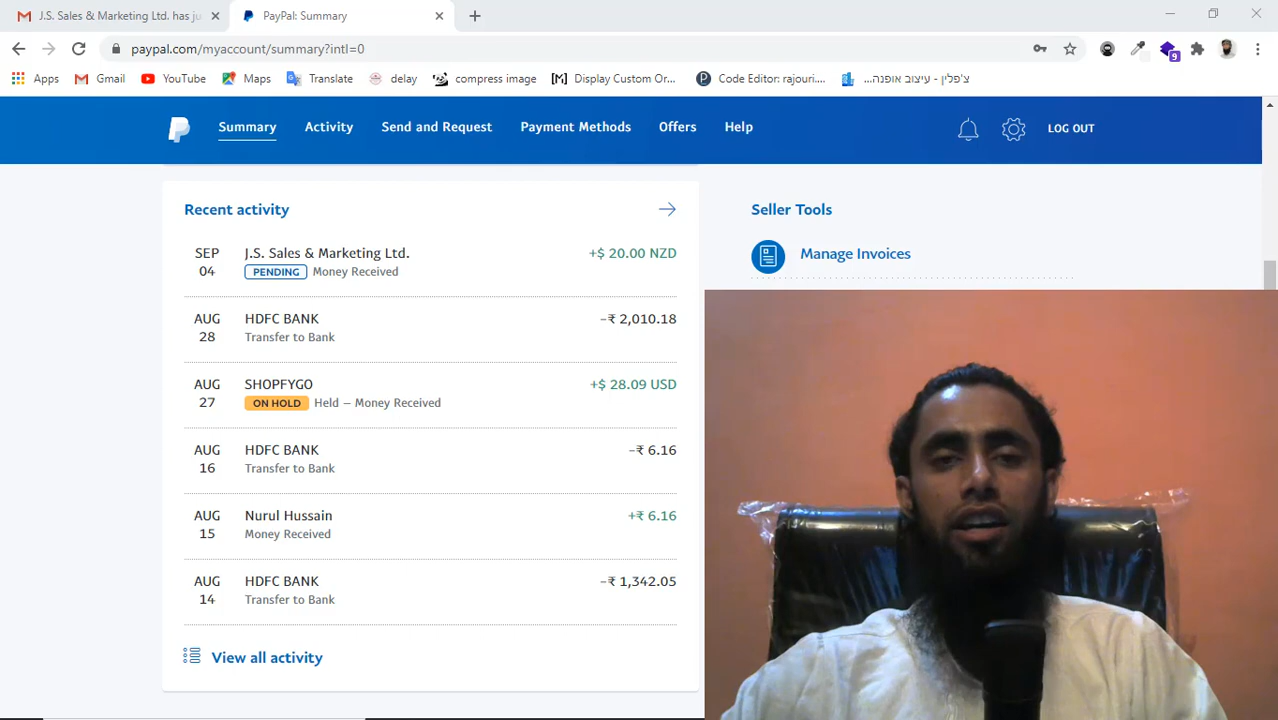 J.S. Sales & Marketing Ltd. has ju
PayPal: Summary
paypal.com/myaccount/summary?intl=0
9
Apps
Gmail
YouTube
Maps
Translate
delay
compress image
Display Custom Or...
Code Editor: rajouri....
צ'פלין - עיצוב אופנה...
Summary
Activity
Send and Request
Payment Methods
Offers
Help
LOG OUT
Recent activity
SEP
04
J.S. Sales & Marketing Ltd.
+$ 20.00 NZD
PENDING Money Received
AUG
28
HDFC BANK
−₹ 2,010.18
Transfer to Bank
AUG
27
SHOPFYGO
+$ 28.09 USD
ON HOLD Held – Money Received
AUG
16
HDFC BANK
−₹ 6.16
Transfer to Bank
AUG
15
Nurul Hussain
+₹ 6.16
Money Received
AUG
14
HDFC BANK
−₹ 1,342.05
Transfer to Bank
View all activity
Seller Tools
Manage Invoices